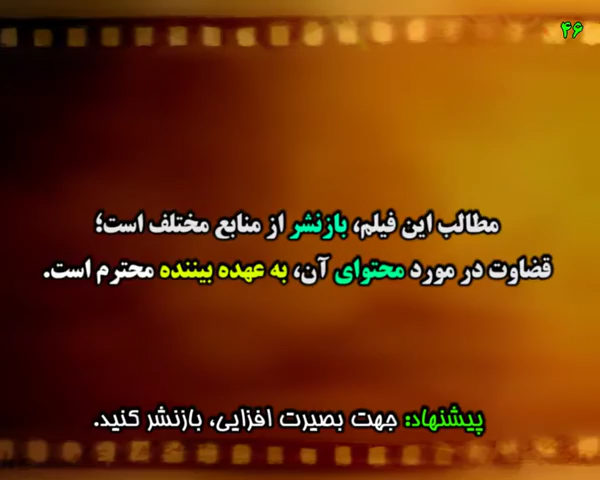 ۴۶
مطالب این فیلم، بازنشر از منابع مختلف است؛
قضاوت در مورد محتوای آن، به عهده بیننده محترم است.
پیشنهاد: جهت بصیرت افزایی، بازنشر کنید.